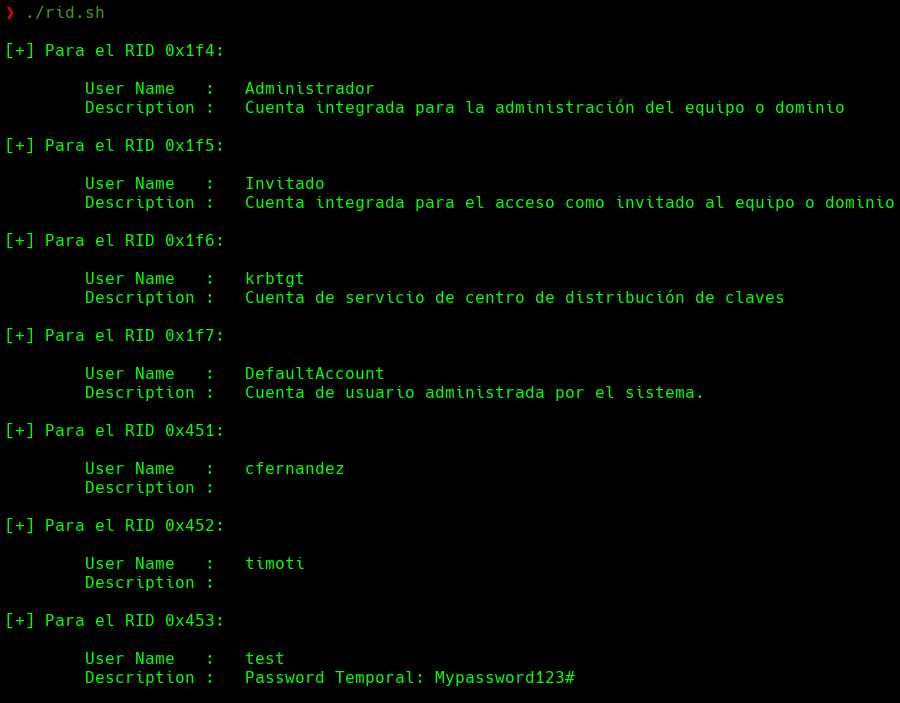 ❯ ./rid.sh
[+] Para el RID 0x1f4:
User Name : Administrador
Description : Cuenta integrada para la administración del equipo o dominio
[+] Para el RID 0x1f5:
User Name : Invitado
Description : Cuenta integrada para el acceso como invitado al equipo o dominio
[+] Para el RID 0x1f6:
User Name : krbtgt
Description : Cuenta de servicio de centro de distribución de claves
[+] Para el RID 0x1f7:
User Name : DefaultAccount
Description : Cuenta de usuario administrada por el sistema.
[+] Para el RID 0x451:
User Name : cfernandez
Description :
[+] Para el RID 0x452:
User Name : timoti
Description :
[+] Para el RID 0x453:
User Name : test
Description : Password Temporal: Mypassword123#